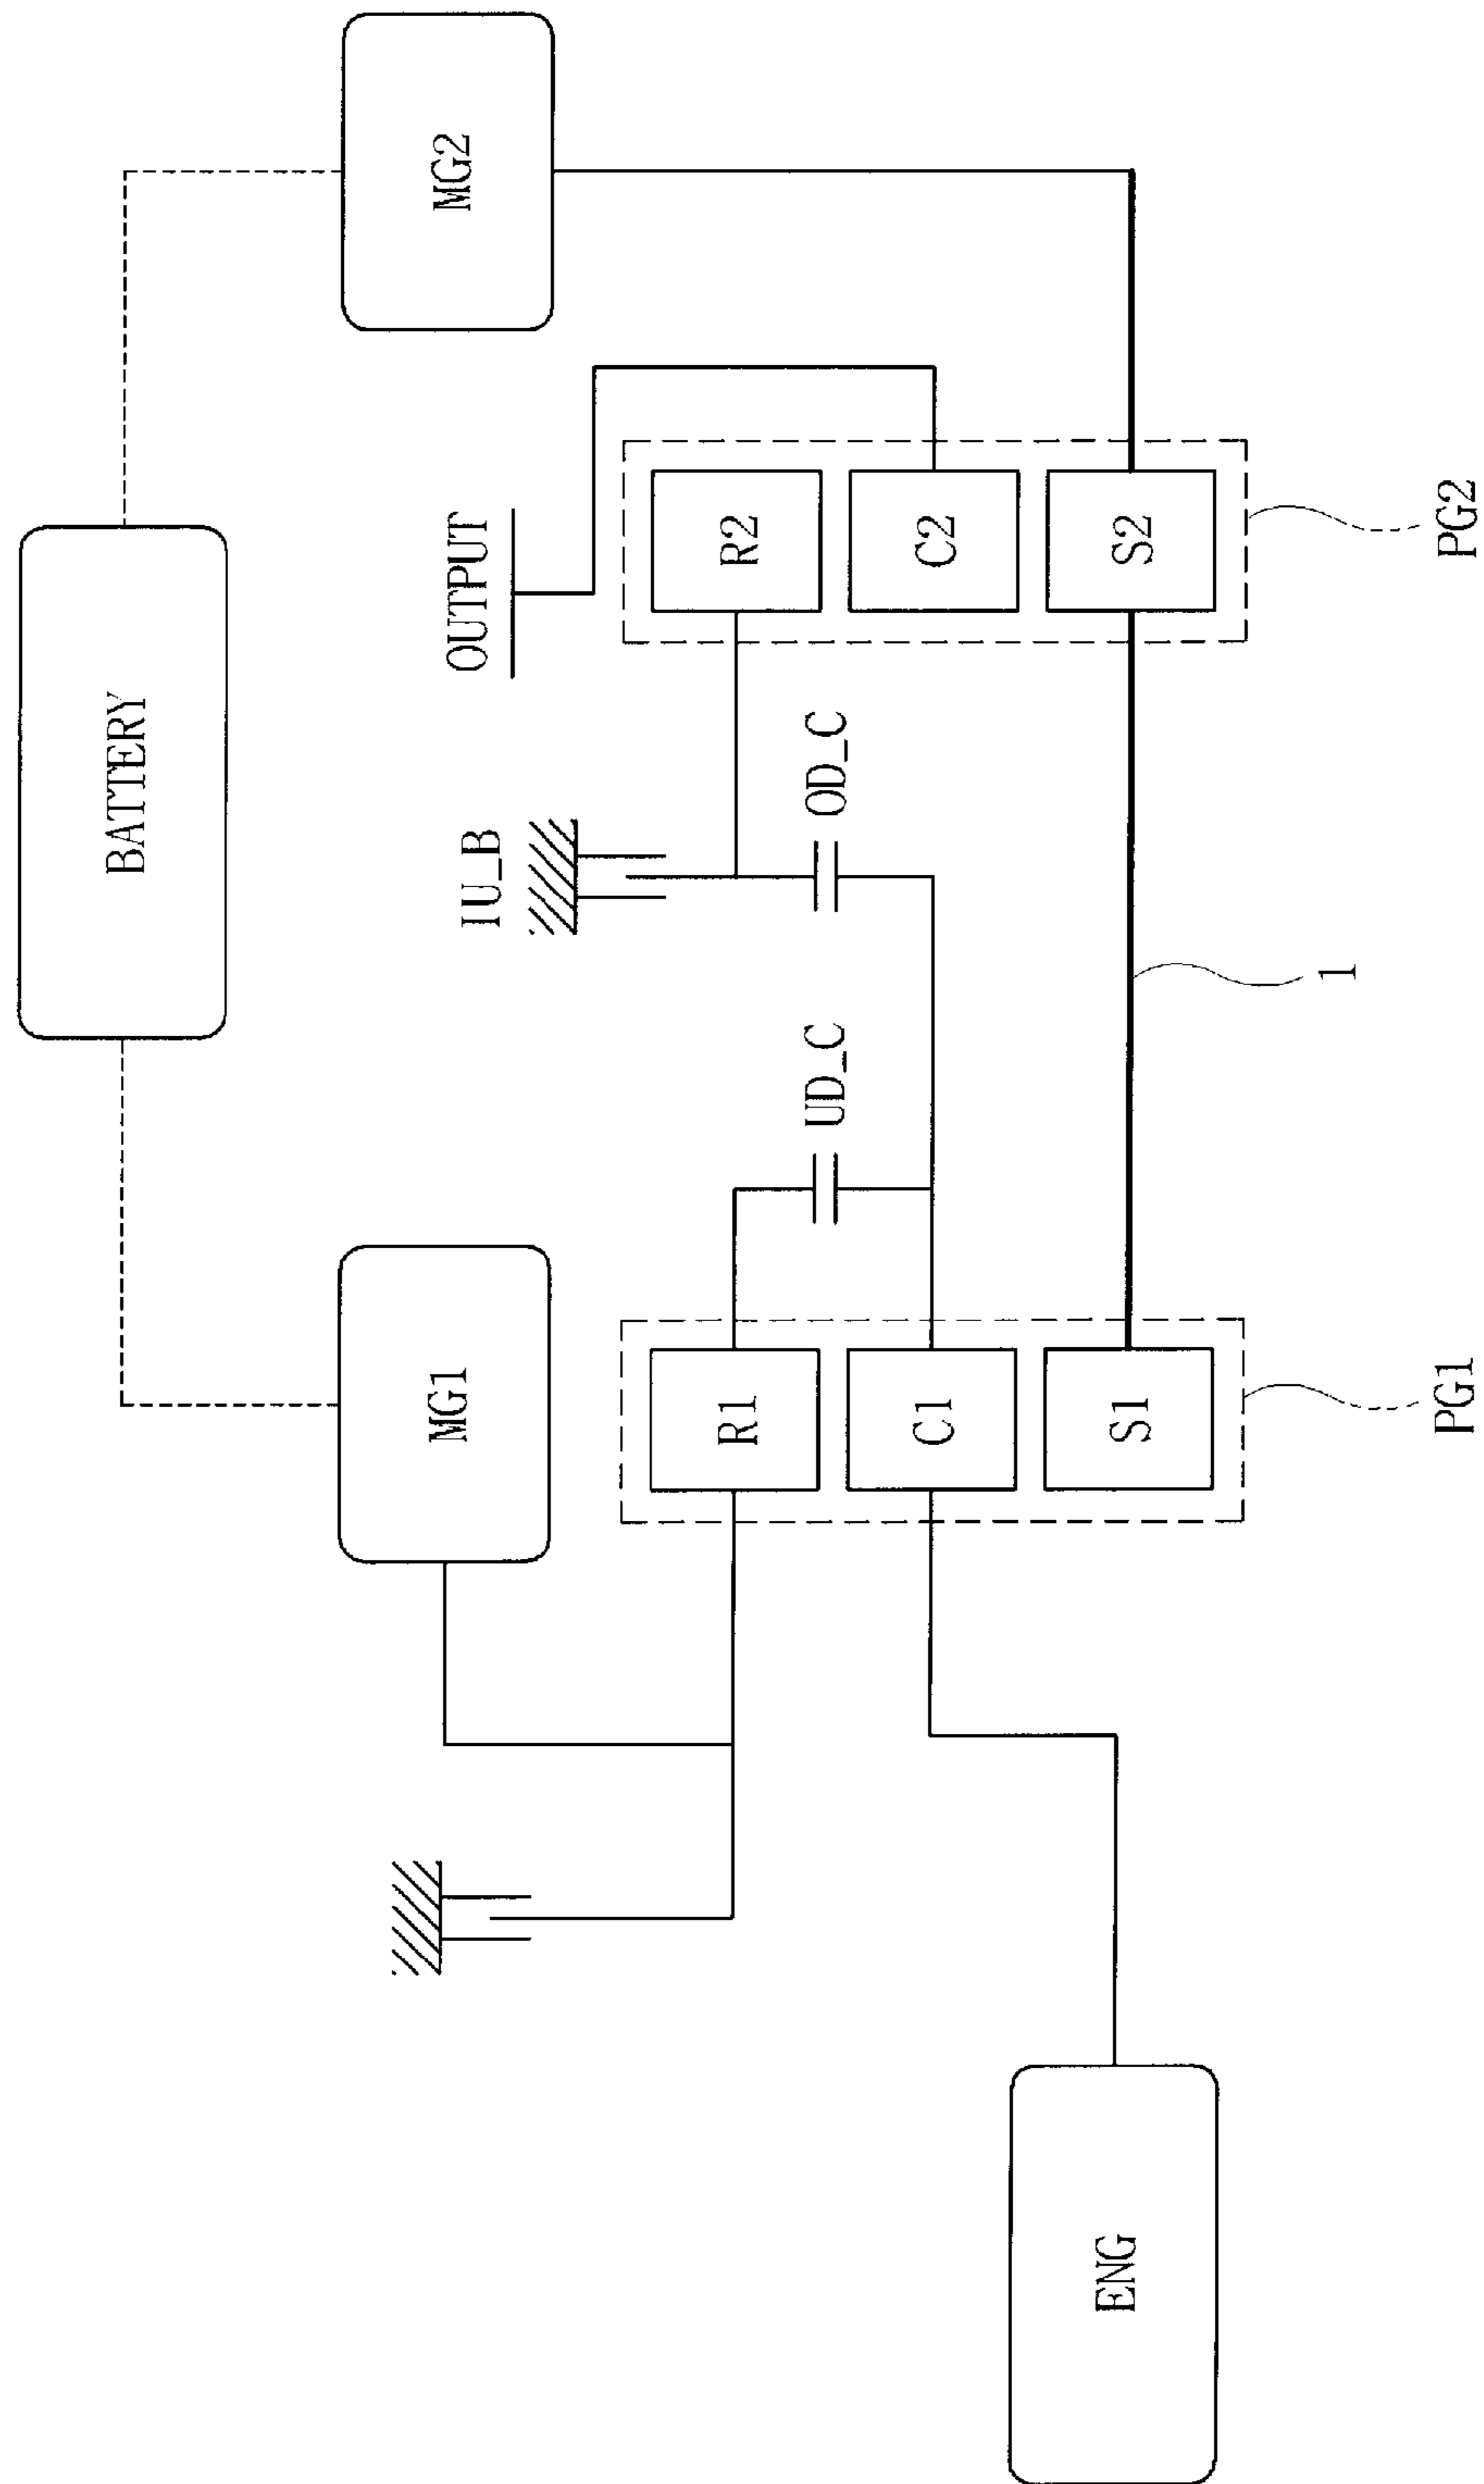 BATTERY
MG1
MG2
OUTPUT
IU_B
UD_C
OD_C
R1
C1
S1
R2
C2
S2
ENG
1
PG1
PG2